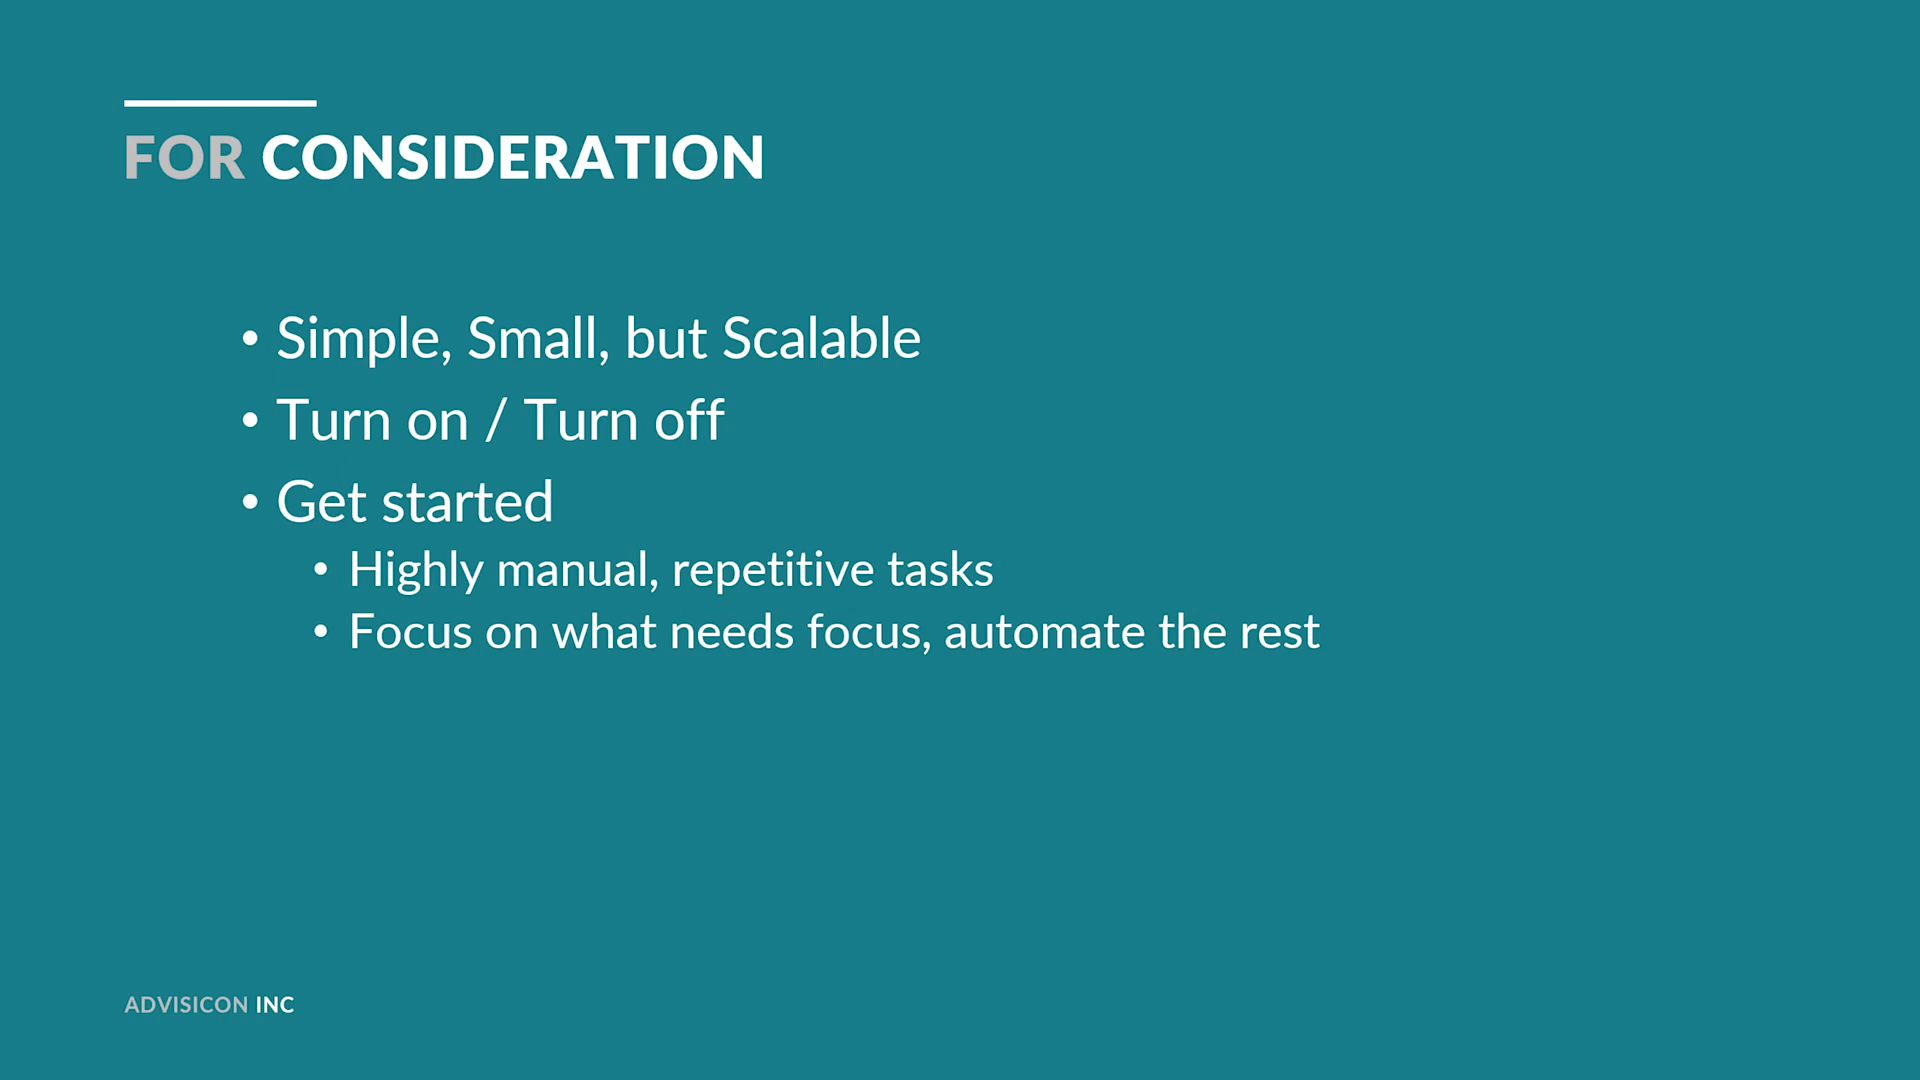 FOR CONSIDERATION
• Simple, Small, but Scalable
• Turn on / Turn off
• Get started
• Highly manual, repetitive tasks
• Focus on what needs focus, automate the rest
ADVISICON INC